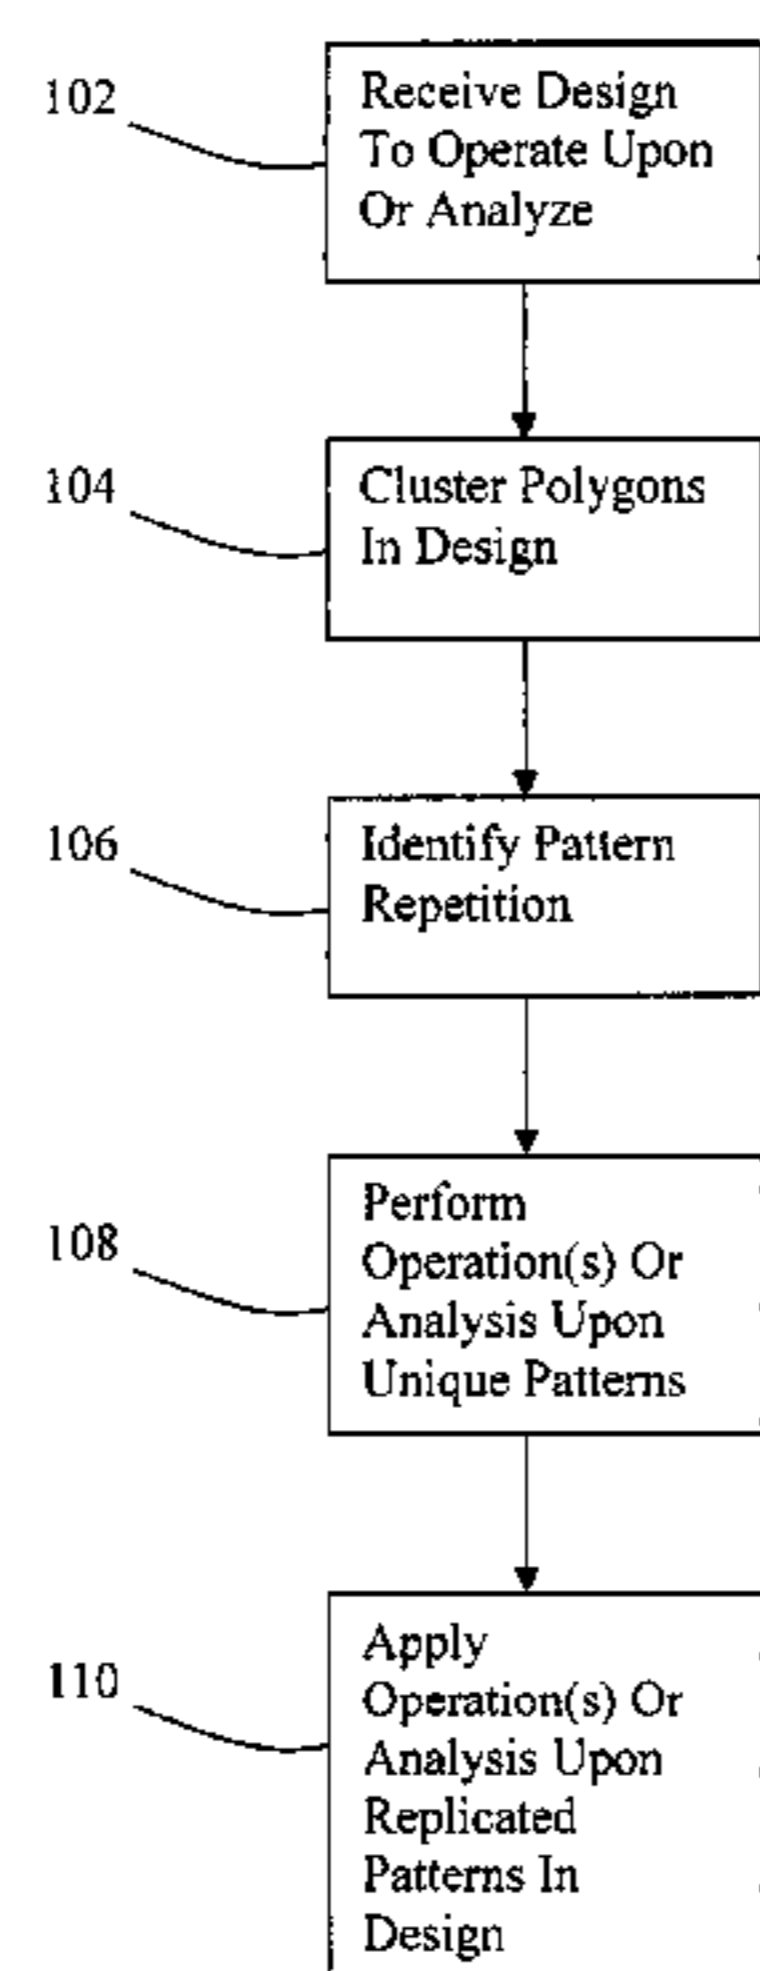 102
Receive Design
To Operate Upon
Or Analyze
104
Cluster Polygons
In Design
106
Identify Pattern
Repetition
108
Perform
Operation(s) Or
Analysis Upon
Unique Patterns
110
Apply
Operation(s) Or
Analysis Upon
Replicated
Patterns In
Design